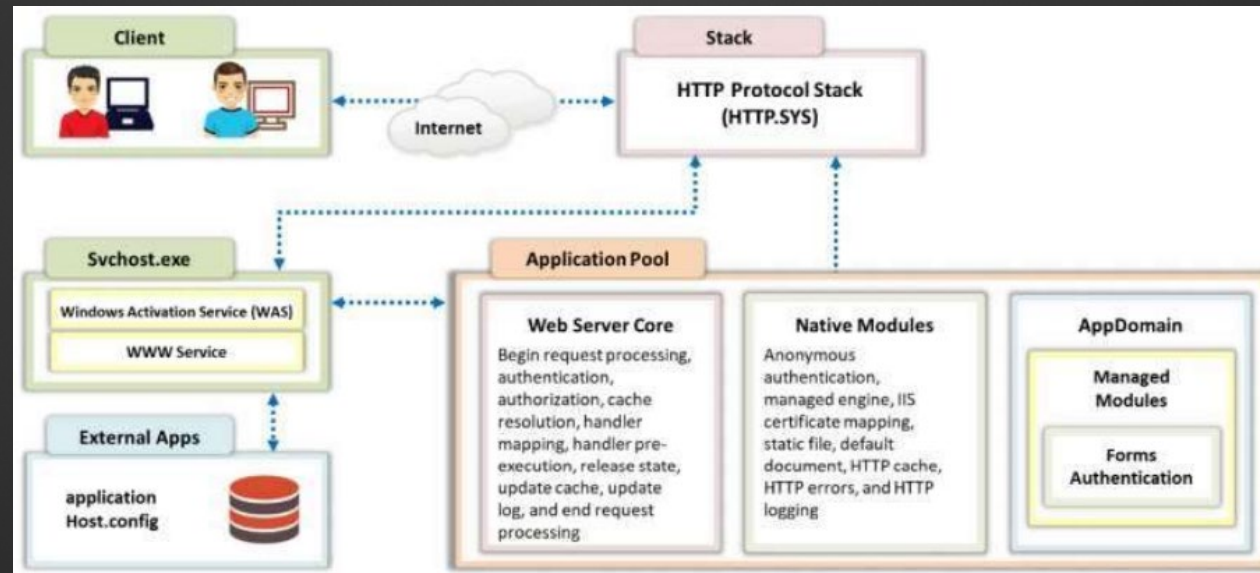 Client
Internet
Stack
HTTP Protocol Stack
(HTTP.SYS)
Svchost.exe
Windows Activation Service (WAS)
WWW Service
External Apps
application
Host.config
Application Pool
Web Server Core
Begin request processing,
authentication,
authorization, cache
resolution, handler
mapping, handler pre-
execution, release state,
update cache, update
log, and end request
processing
Native Modules
Anonymous
authentication,
managed engine, IIS
certificate mapping,
static file, default
document, HTTP cache,
HTTP errors, and HTTP
logging
AppDomain
Managed
Modules
Forms
Authentication